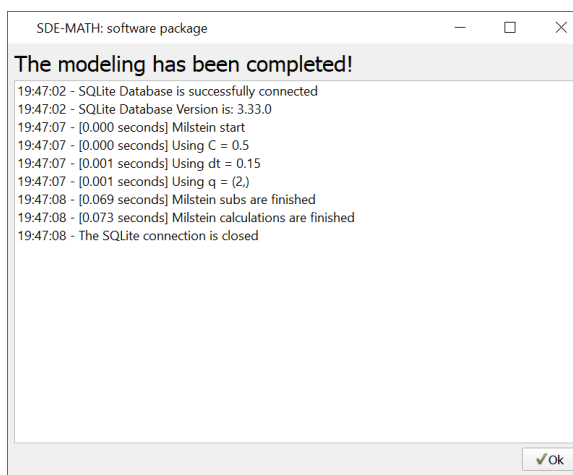 SDE-MATH: software package
The modeling has been completed!
19:47:02 - SQLite Database is successfully connected
19:47:02 - SQLite Database Version is: 3.33.0
19:47:07 - [0.000 seconds] Milstein start
19:47:07 - [0.000 seconds] Using C = 0.5
19:47:07 - [0.001 seconds] Using dt = 0.15
19:47:07 - [0.001 seconds] Using q = (2,)
19:47:08 - [0.069 seconds] Milstein subs are finished
19:47:08 - [0.073 seconds] Milstein calculations are finished
19:47:08 - The SQLite connection is closed
Ok